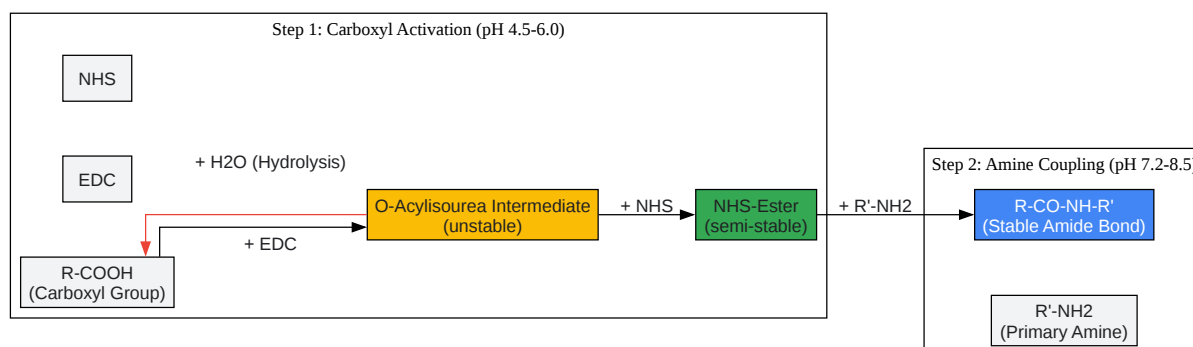 Step 1: Carboxyl Activation (pH 4.5-6.0)
NHS
EDC
+ H2O (Hydrolysis)
+ EDC
R-COOH
(Carboxyl Group)
O-Acylisourea Intermediate
(unstable)
+ NHS
NHS-Ester
(semi-stable)
+ R'-NH2
Step 2: Amine Coupling (pH 7.2-8.5)
R-CO-NH-R'
(Stable Amide Bond)
R'-NH2
(Primary Amine)